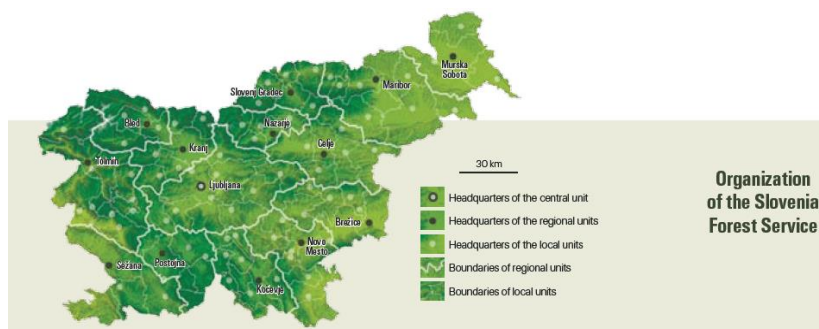 Murska
Sobota
Maribor
Slovenj Gradec
Bled
Nazarje
Kranj
Celje
Tolmin
Ljubljana
30 km
Headquarters of the central unit
Headquarters of the regional units
Headquarters of the local units
Boundaries of regional units
Boundaries of local units
Organization
of the Slovenia
Forest Service
Brežice
Novo
Mesto
Postojna
Sežana
Kočevje